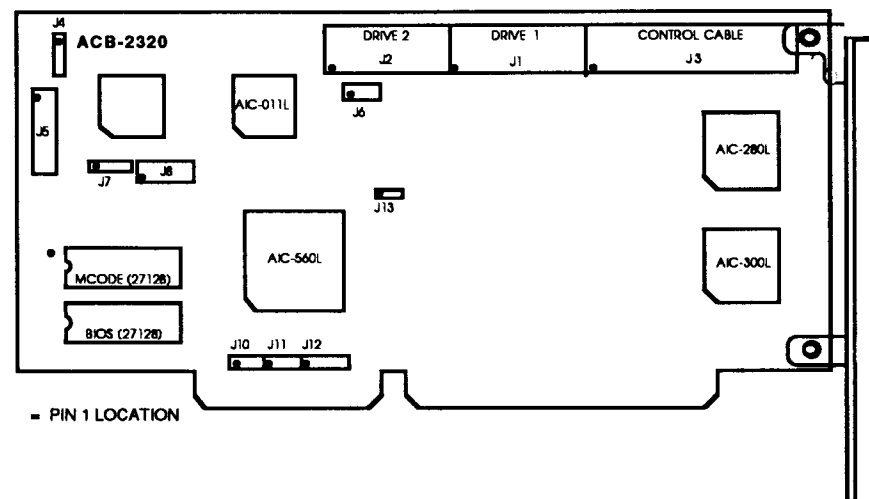 J4
ACB-2320
DRIVE 2
J2
DRIVE 1
J1
CONTROL CABLE
J3
J5
AIC-011L
J6
AIC-280L
J7
J8
J13
AIC-560L
AIC-300L
MCODE (27128)
BIOS (27128)
J10 J11 J12
= PIN 1 LOCATION